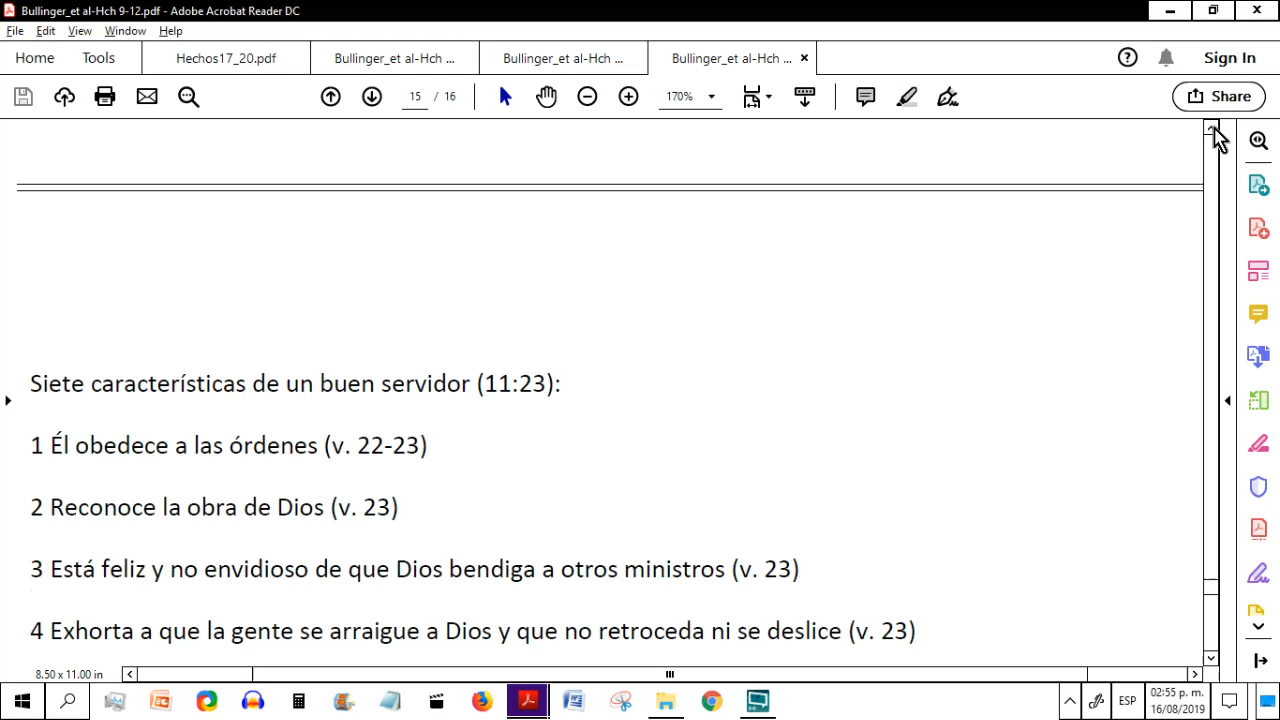 Bullinger_et al-Hch 9-12.pdf - Adobe Acrobat Reader DC
File Edit View Window Help
Home Tools Hechos17_20.pdf Bullinger_et al-Hch ... Bullinger_et al-Hch ... Bullinger_et al-Hch ... Sign In
15 / 16 170% Share
Siete características de un buen servidor (11:23):
1 Él obedece a las órdenes (v. 22-23)
2 Reconoce la obra de Dios (v. 23)
3 Está feliz y no envidioso de que Dios bendiga a otros ministros (v. 23)
4 Exhorta a que la gente se arraigue a Dios y que no retroceda ni se deslice (v. 23)
8.50 x 11.00 in
ESP 02:55 p. m.
16/08/2019